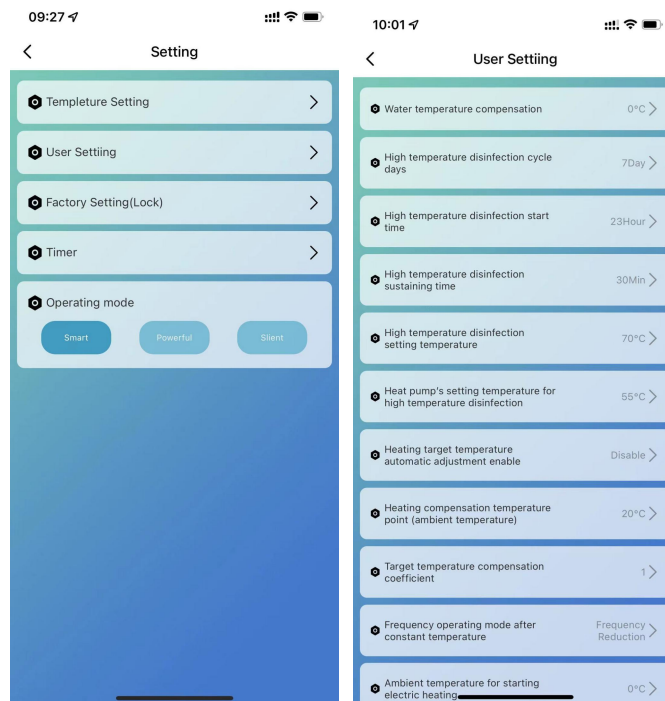 09:27
Setting
Templeture Setting
User Settiing
Factory Setting(Lock)
Timer
Operating mode
Smart
Powerful
Silent
10:01
User Settiing
Water temperature compensation
0°C
High temperature disinfection cycle
days
7Day
High temperature disinfection start
time
23Hour
High temperature disinfection
sustaining time
30Min
High temperature disinfection
setting temperature
70°C
Heat pump's setting temperature for
high temperature disinfection
55°C
Heating target temperature
automatic adjustment enable
Disable
Heating compensation temperature
point (ambient temperature)
20°C
Target temperature compensation
coefficient
1
Frequency operating mode after
constant temperature
Frequency
Reduction
Ambient temperature for starting
electric heating
0°C